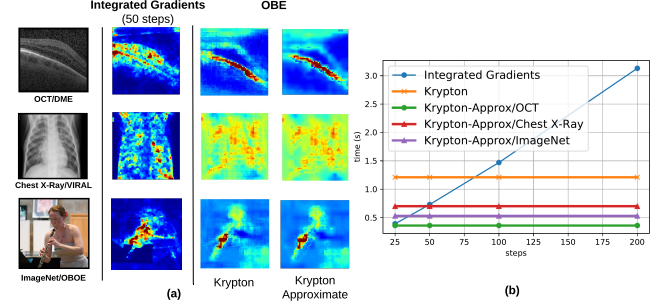 Integrated Gradients
(50 steps)
OBE
OCT/DME
Chest X-Ray/VIRAL
ImageNet/OBOE
Krypton
Krypton
Approximate
(a)
Integrated Gradients
Krypton
Krypton-Approx/OCT
Krypton-Approx/Chest X-Ray
Krypton-Approx/ImageNet
time (s)
3.0
2.5
2.0
1.5
1.0
0.5
25 50 75 100 125 150 175 200
steps
(b)